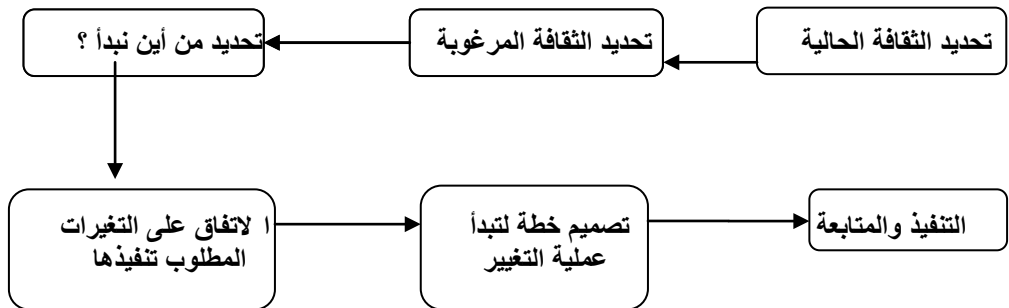 تحديد الثقافة الحالية
تحديد الثقافة المرغوبة
تحديد من أين نبدأ ؟
ا لاتفاق على التغيرات
المطلوب تنفيذها
تصميم خطة لتبدأ
عملية التغيير
التنفيذ والمتابعة